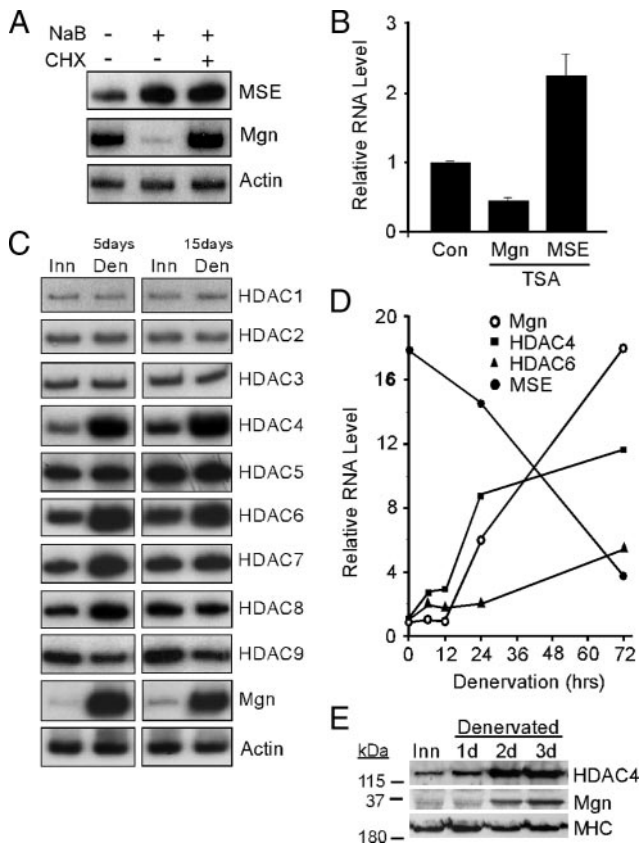 A
NaB - + +
CHX - - +
MSE
Mgn
Actin
B
Relative RNA Level
3
2
1
0
Con Mgn MSE
TSA
C
5days 15days
Inn Den Inn Den
HDAC1
HDAC2
HDAC3
HDAC4
HDAC5
HDAC6
HDAC7
HDAC8
HDAC9
Mgn
Actin
D
Relative RNA Level
20
16
12
8
4
0
Mgn
HDAC4
HDAC6
MSE
0 12 24 36 48 60 72
Denervation (hrs)
E
Denervated
kDa Inn 1d 2d 3d
HDAC4
115
37 Mgn
MHC
180